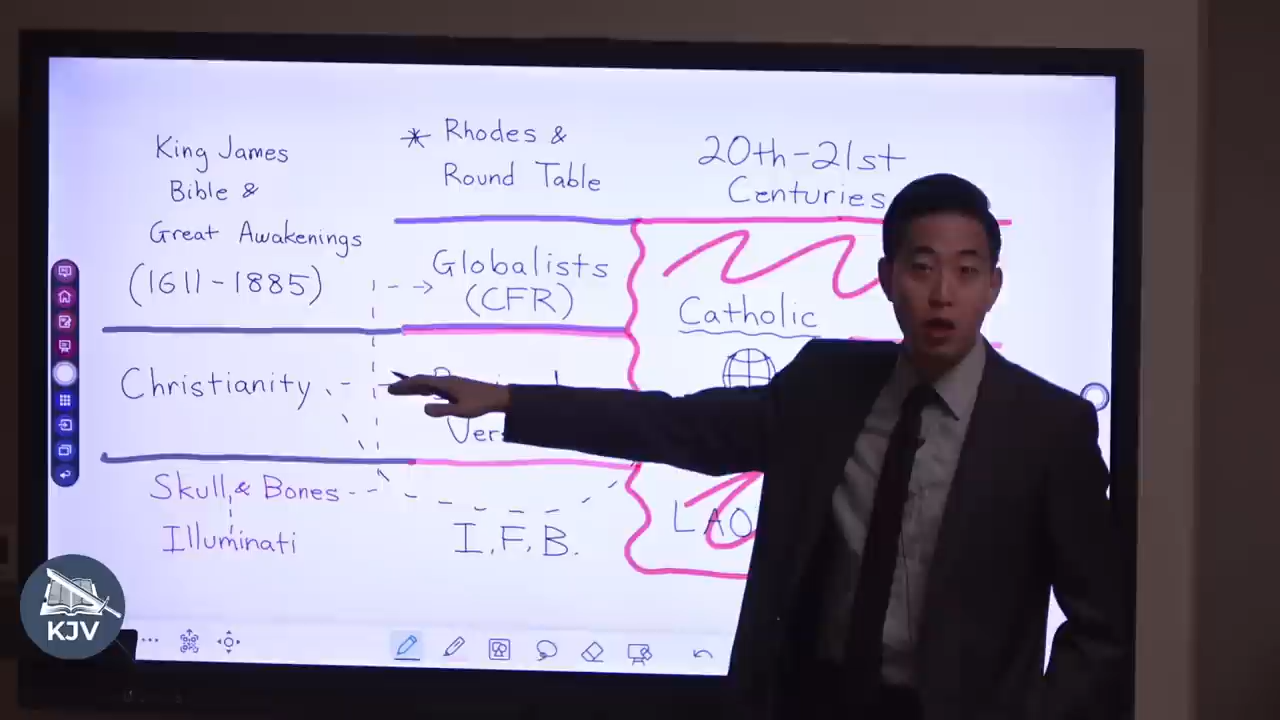 King James
Bible &
Great Awakenings
(1611-1885)
Christianity
Skull & Bones
Illuminati
* Rhodes &
Round Table
Globalists
(CFR)
I.F.B.
20th-21st
Centuries
Catholic
KJV